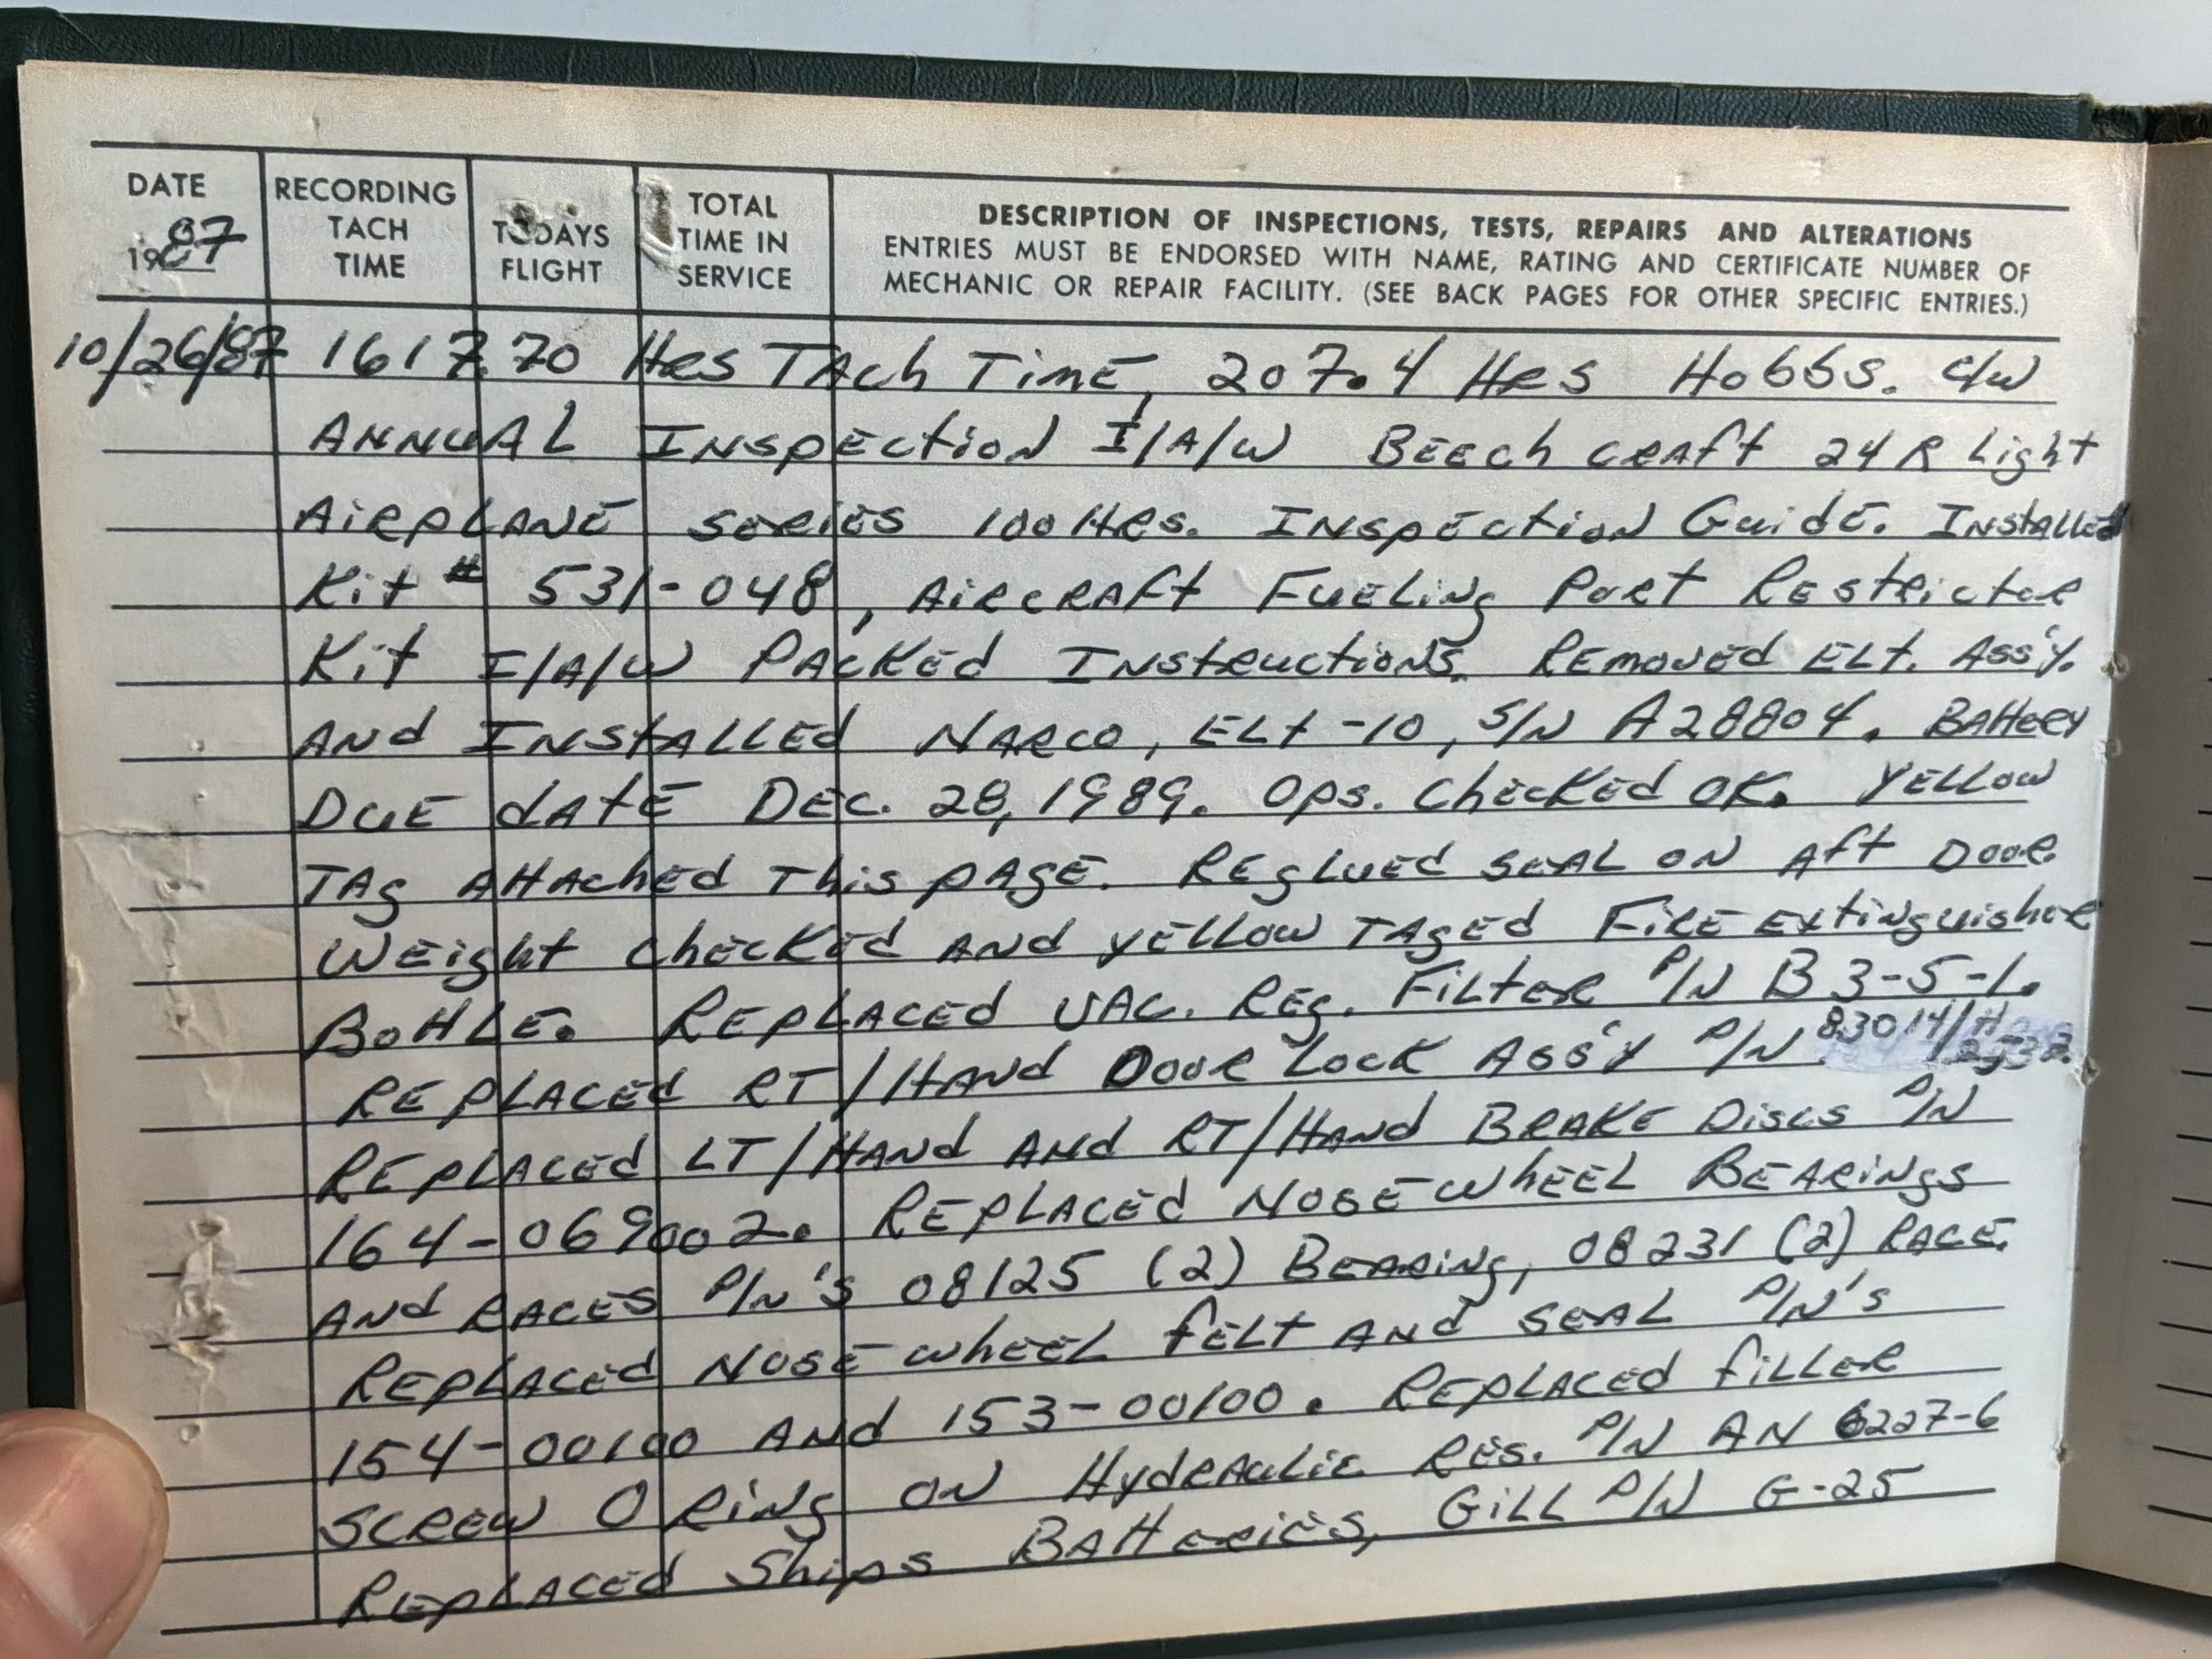 DATE
1987
RECORDING
TACH
TIME
TODAYS
FLIGHT
TOTAL
TIME IN
SERVICE
DESCRIPTION OF INSPECTIONS, TESTS, REPAIRS AND ALTERATIONS
ENTRIES MUST BE ENDORSED WITH NAME, RATING AND CERTIFICATE NUMBER OF
MECHANIC OR REPAIR FACILITY. (SEE BACK PAGES FOR OTHER SPECIFIC ENTRIES.)
10/26/87 1617.70 HRS TACH TIME, 207.4 HRS Hobbs. C/W
ANNUAL INSPECTION I/A/W BEECH CRAft 24R Light
AIRPLANE SERIES 100 HRS. INSPECTION GuidE. INSTALLEd
Kit # 531-048, AIRCRAft FUELING PORT RESTRICTOR
Kit I/A/W PACKEd INSTRUCTIONS. REMOVED ELt. ASS'Y.
ANd INSTALLEd NARCO, ELt-10, S/N A28804. BAttERY
DUE dATE DEC. 28, 1989. OPS. ChECKEd OK. YELLOW
TAg AttAChEd This PAgE. REgLUEd SEAL ON Aft DOOR
WEight ChECKEd ANd YELLOW TAgEd FIRE EXtiNguishER
BottLE. REPLACEd VAC. REg. FILtER P/N B3-5-1.
REPLACEd RT/HANd DOOR LOCK ASS'Y P/N 83014/H
REPLACEd LT/HANd ANd RT/HANd BRAKE DISCS P/N
164-069002. REPLACEd NOSE WhEEL BEARINgS
ANd RACES P/N'S 08125 (2) BEARINg, 08231 (2) RACE.
REPLACEd NOSE WhEEL fELt ANd SEAL P/N'S
154-00100 ANd 153-00100. REPLACEd fiLLER
SCREW O RINg ON HydRAULIC RES. P/N AN 6227-6
REPLACEd Ships BAttERIES, GiLL P/N G-25